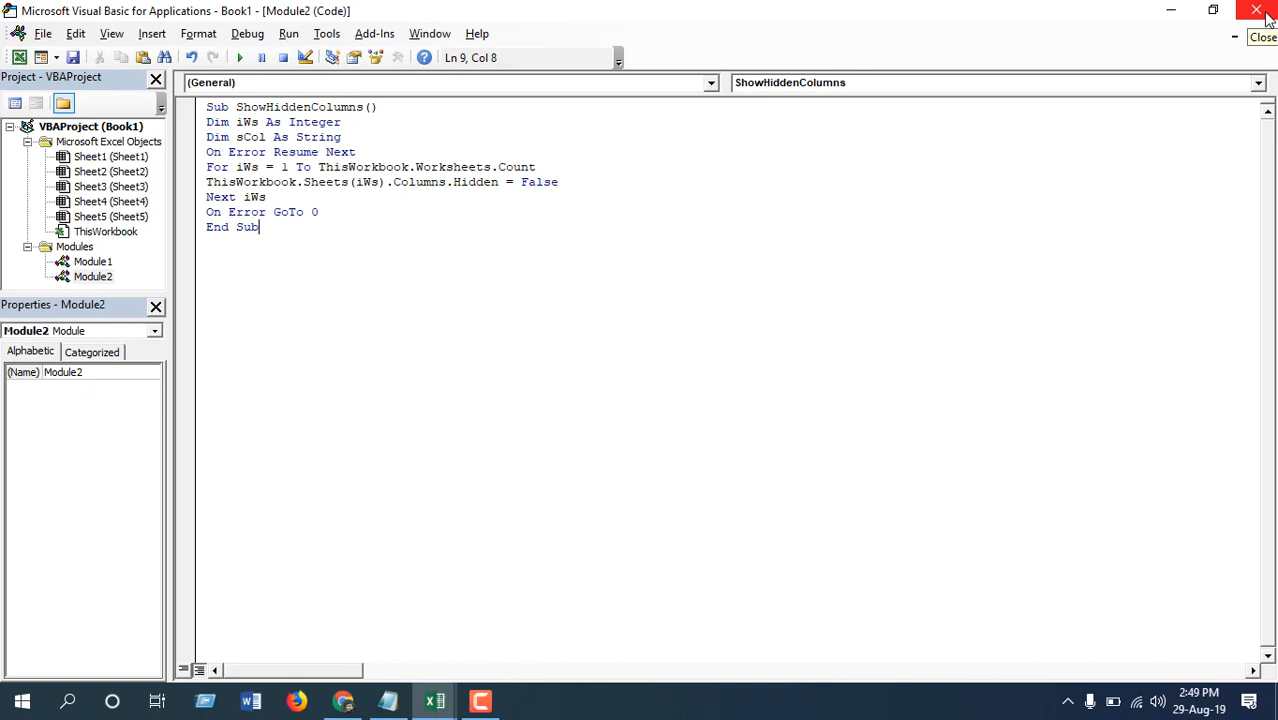 Microsoft Visual Basic for Applications - Book1 - [Module2 (Code)]
File Edit View Insert Format Debug Run Tools Add-Ins Window Help
Close
Ln 9, Col 8
Project - VBAProject
(General)
ShowHiddenColumns
VBAProject (Book1)
Microsoft Excel Objects
Sheet1 (Sheet1)
Sheet2 (Sheet2)
Sheet3 (Sheet3)
Sheet4 (Sheet4)
Sheet5 (Sheet5)
ThisWorkbook
Modules
Module1
Module2
Sub ShowHiddenColumns()
Dim iWs As Integer
Dim sCol As String
On Error Resume Next
For iWs = 1 To ThisWorkbook.Worksheets.Count
ThisWorkbook.Sheets(iWs).Columns.Hidden = False
Next iWs
On Error GoTo 0
End Sub
Properties - Module2
Module2 Module
Alphabetic Categorized
(Name) Module2
2:49 PM
29-Aug-19